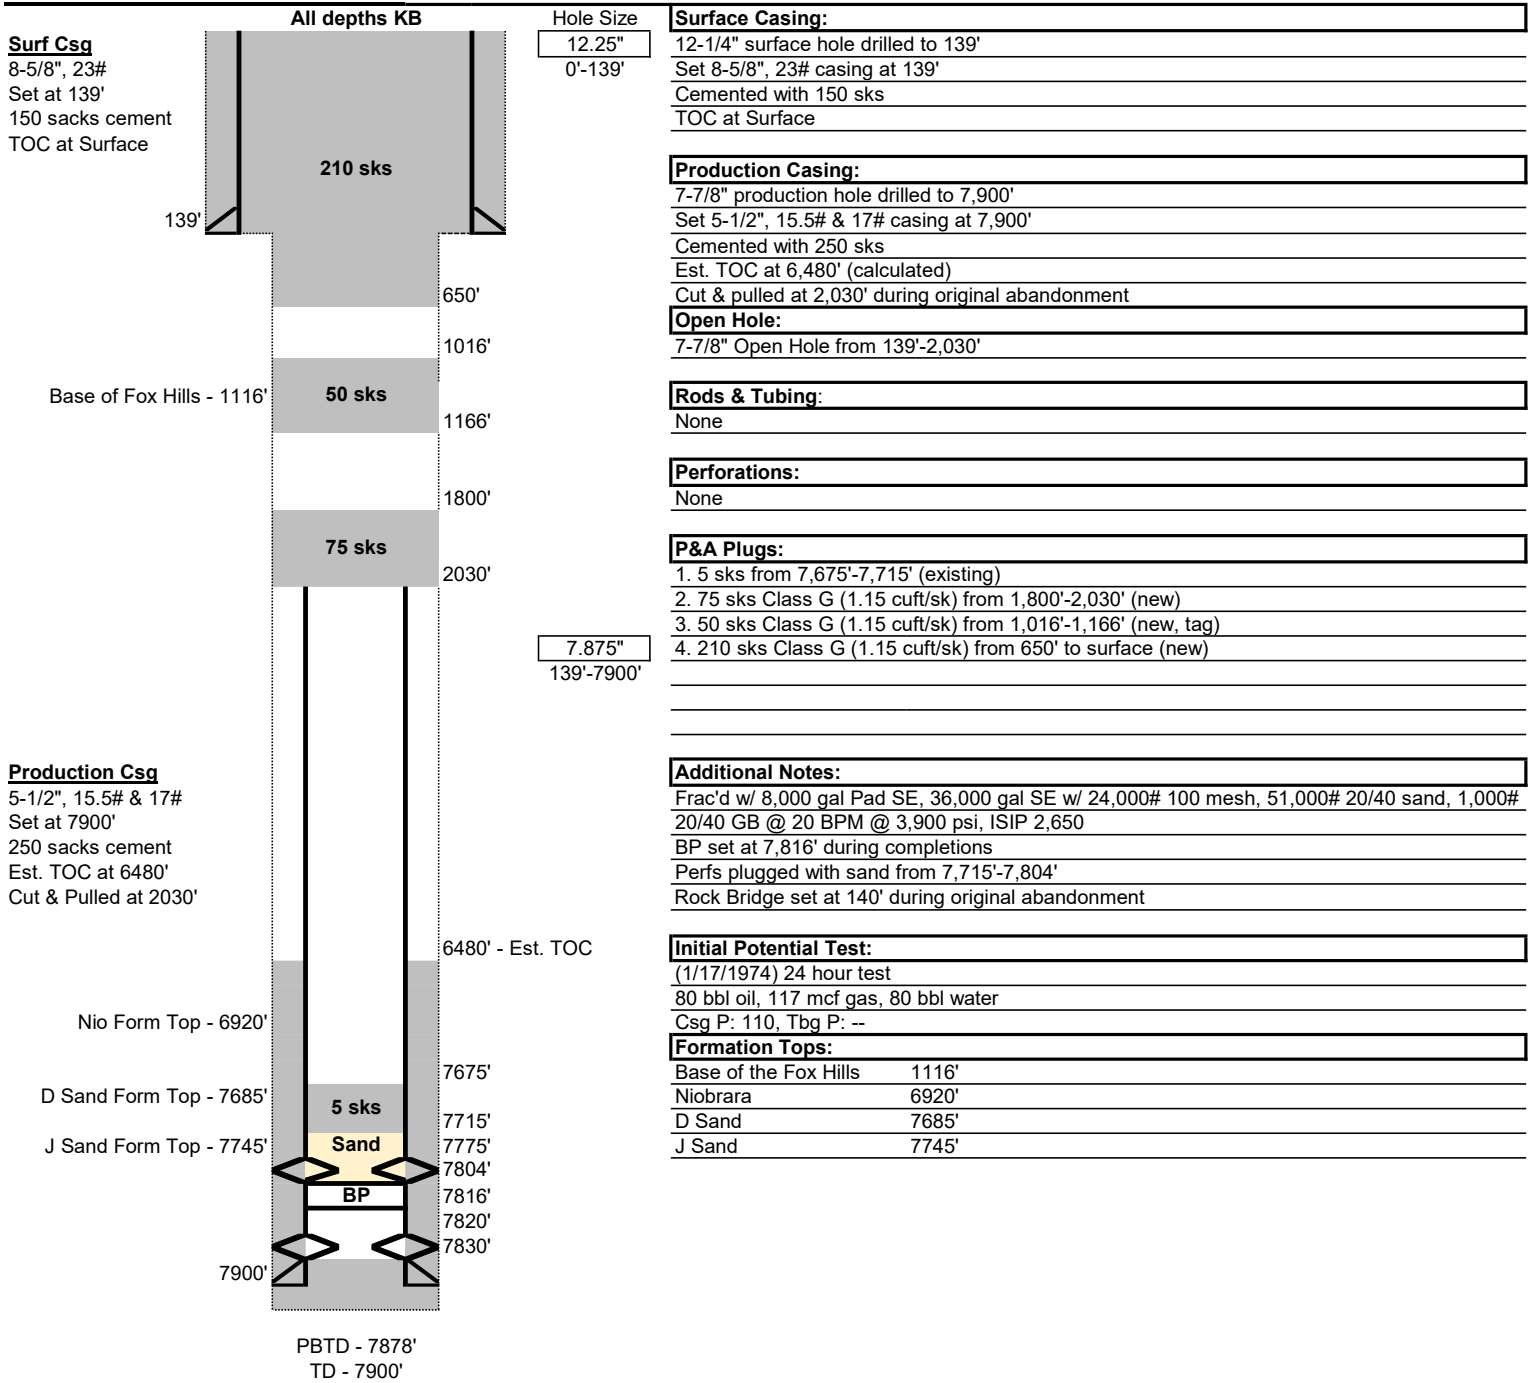 All depths KB
Hole Size
Surf Csg
8-5/8", 23#
Set at 139'
150 sacks cement
TOC at Surface
12.25"
0'-139'
210 sks
139'
650'
1016'
Base of Fox Hills - 1116'
50 sks
1166'
1800'
75 sks
2030'
7.875"
139'-7900'
Production Csg
5-1/2", 15.5# & 17#
Set at 7900'
250 sacks cement
Est. TOC at 6480'
Cut & Pulled at 2030'
6480' - Est. TOC
Nio Form Top - 6920'
7675'
D Sand Form Top - 7685'
5 sks
7715'
J Sand Form Top - 7745'
Sand
7775'
7804'
BP
7816'
7820'
7830'
7900'
PBTD - 7878'
TD - 7900'
Surface Casing:
12-1/4" surface hole drilled to 139'
Set 8-5/8", 23# casing at 139'
Cemented with 150 sks
TOC at Surface
Production Casing:
7-7/8" production hole drilled to 7,900'
Set 5-1/2", 15.5# & 17# casing at 7,900'
Cemented with 250 sks
Est. TOC at 6,480' (calculated)
Cut & pulled at 2,030' during original abandonment
Open Hole:
7-7/8" Open Hole from 139'-2,030'
Rods & Tubing:
None
Perforations:
None
P&A Plugs:
1. 5 sks from 7,675'-7,715' (existing)
2. 75 sks Class G (1.15 cuft/sk) from 1,800'-2,030' (new)
3. 50 sks Class G (1.15 cuft/sk) from 1,016'-1,166' (new, tag)
4. 210 sks Class G (1.15 cuft/sk) from 650' to surface (new)
Additional Notes:
Frac'd w/ 8,000 gal Pad SE, 36,000 gal SE w/ 24,000# 100 mesh, 51,000# 20/40 sand, 1,000#
20/40 GB @ 20 BPM @ 3,900 psi, ISIP 2,650
BP set at 7,816' during completions
Perfs plugged with sand from 7,715'-7,804'
Rock Bridge set at 140' during original abandonment
Initial Potential Test:
(1/17/1974) 24 hour test
80 bbl oil, 117 mcf gas, 80 bbl water
Csg P: 110, Tbg P: --
Formation Tops:
Base of the Fox Hills 1116'
Niobrara 6920'
D Sand 7685'
J Sand 7745'